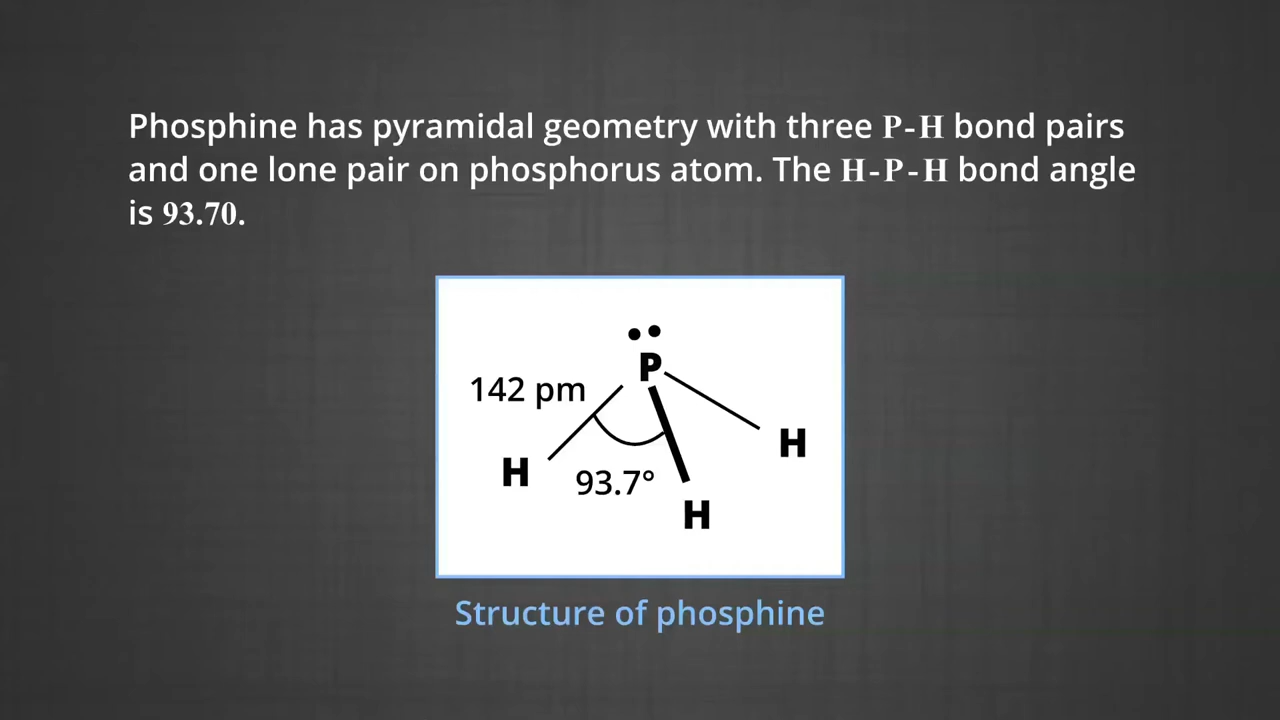 Phosphine has pyramidal geometry with three P-H bond pairs
and one lone pair on phosphorus atom. The H-P-H bond angle
is 93.70.
P
142 pm
H
H
93.7°
H
Structure of phosphine